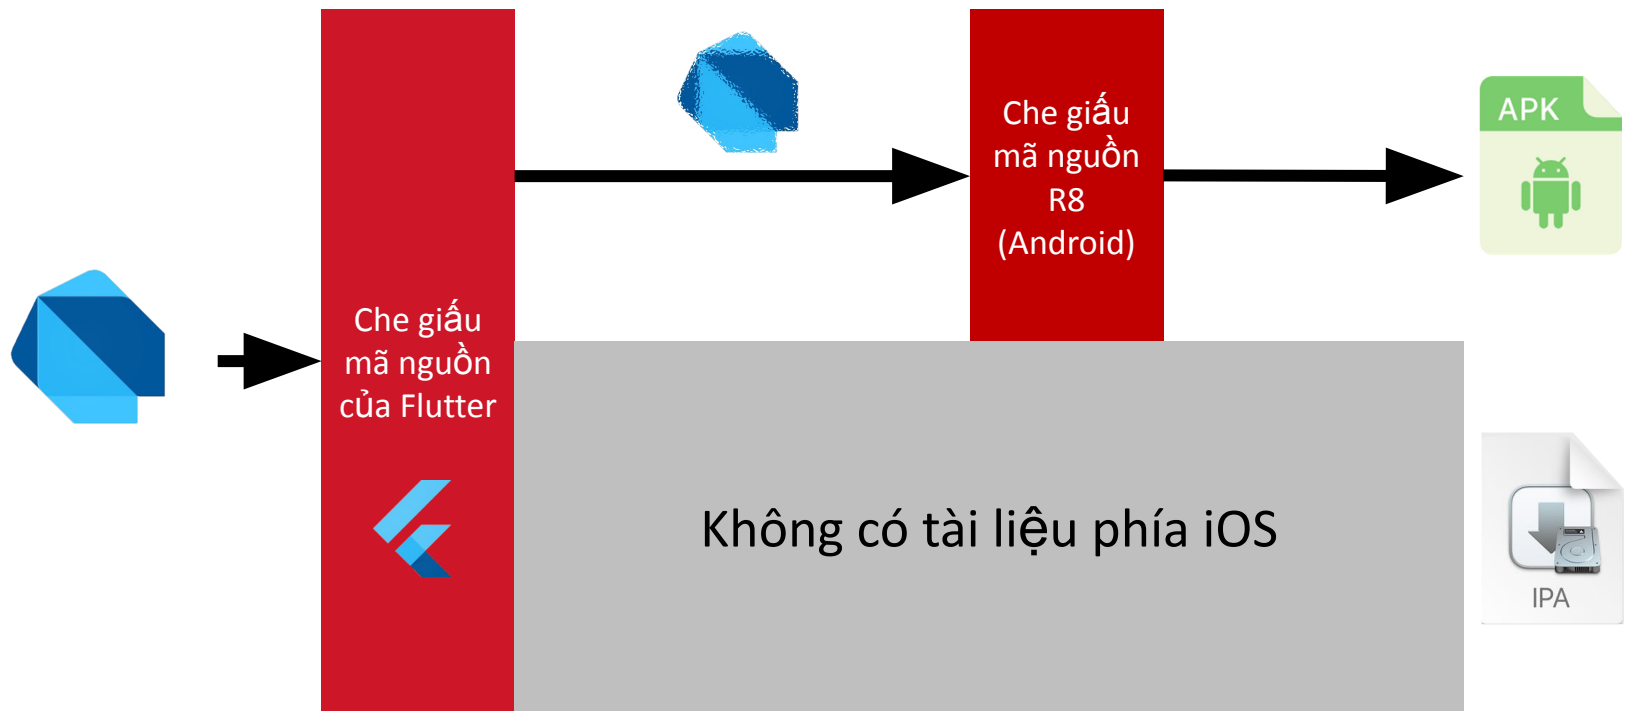 Che giấu
mã nguồn
của Flutter
Che giấu
mã nguồn
R8
(Android)
APK
Không có tài liệu phía iOS
IPA